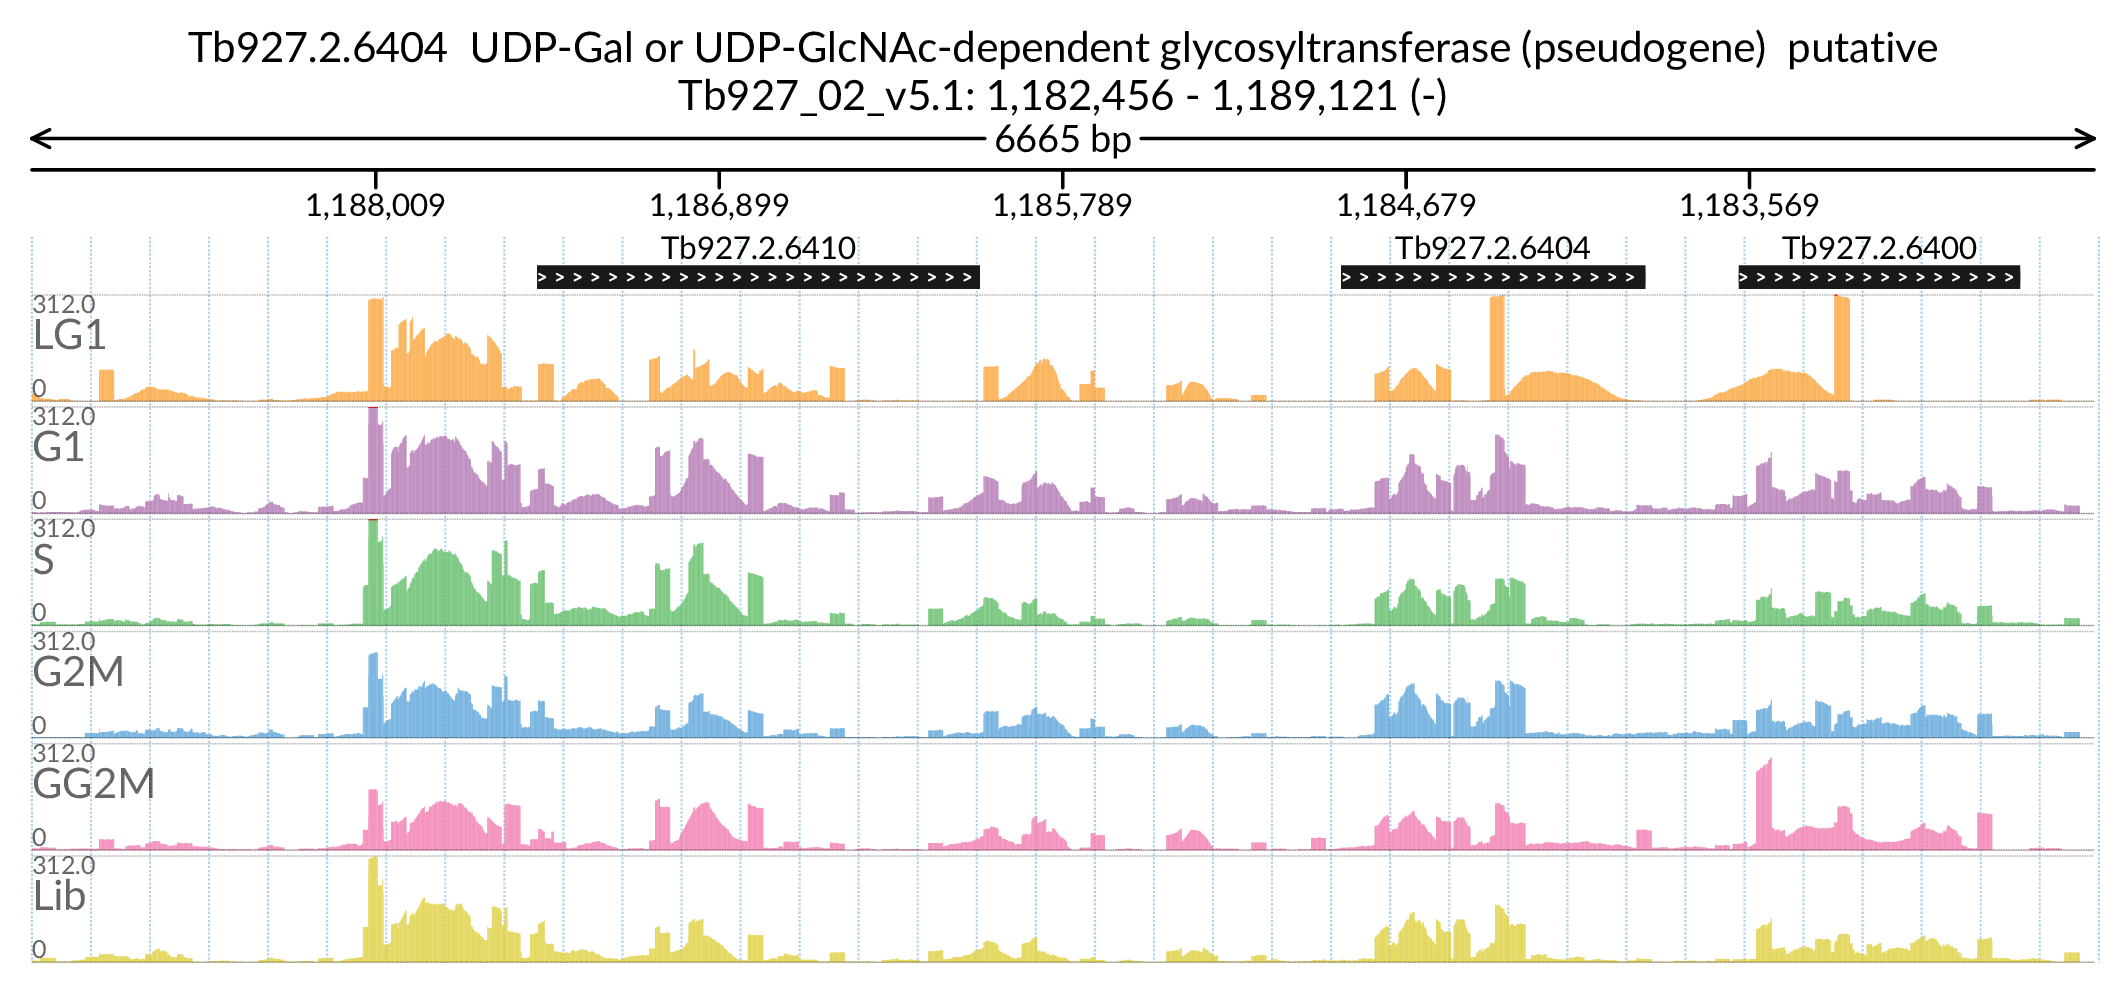 Tb927.2.6404  UDP-Gal or UDP-GlcNAc-dependent glycosyltransferase (pseudogene)  putative
Tb927_02_v5.1: 1,182,456 - 1,189,121 (-)
6665 bp
1,188,009 1,186,899 1,185,789 1,184,679 1,183,569
Tb927.2.6410 Tb927.2.6404 Tb927.2.6400
312.0
LG1
0
312.0
G1
0
312.0
S
0
312.0
G2M
0
312.0
GG2M
0
312.0
Lib
0